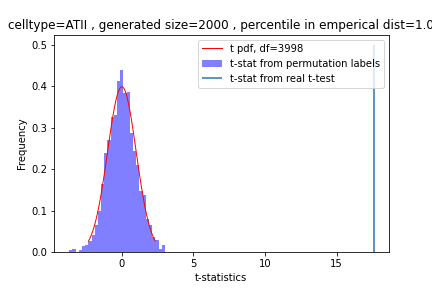 celltype=ATII , generated size=2000 , percentile in emperical dist=1.0
0.5
0.4
0.3
0.2
0.1
0.0
Frequency
t pdf, df=3998
t-stat from permutation labels
t-stat from real t-test
0
5
10
15
t-statistics